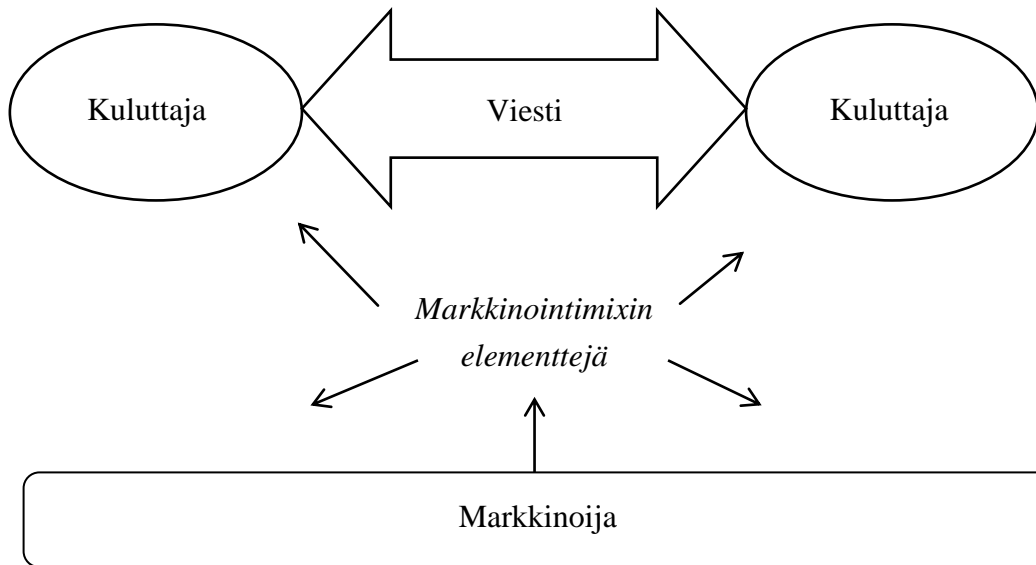 Kuluttaja
Viesti
Kuluttaja
Markkinointimixin
elementtejä
Markkinoija